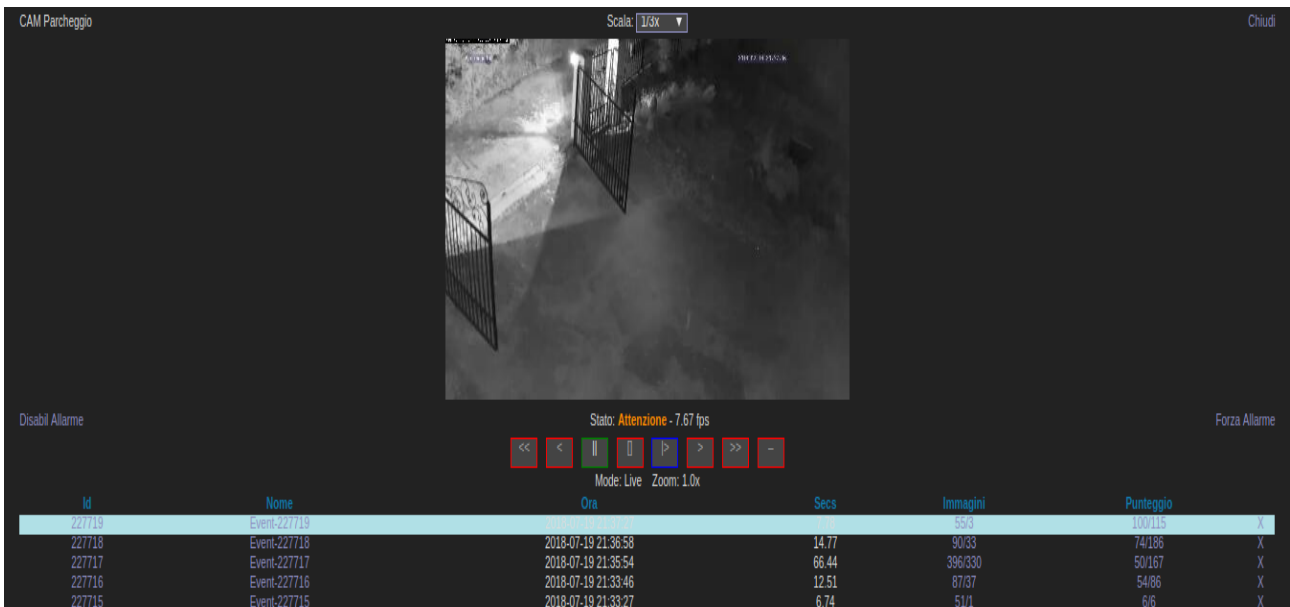 CAM Parcheggio Scala: 1/3x ▼ Chiudi
Disabil Allarme Stato: Attenzione - 7.67 fps Forza Allarme
<< < || [] |> > >> –
Mode: Live Zoom: 1.0x
Id Nome Ora Secs Immagini Punteggio
227719 Event-227719 55/3 100/115 X
227718 Event-227718 2018-07-19 21:36:58 14.77 90/33 74/186 X
227717 Event-227717 2018-07-19 21:35:54 66.44 396/330 50/167 X
227716 Event-227716 2018-07-19 21:33:46 12.51 87/37 54/86 X
227715 Event-227715 2018-07-19 21:33:27 6.74 51/1 6/6 X